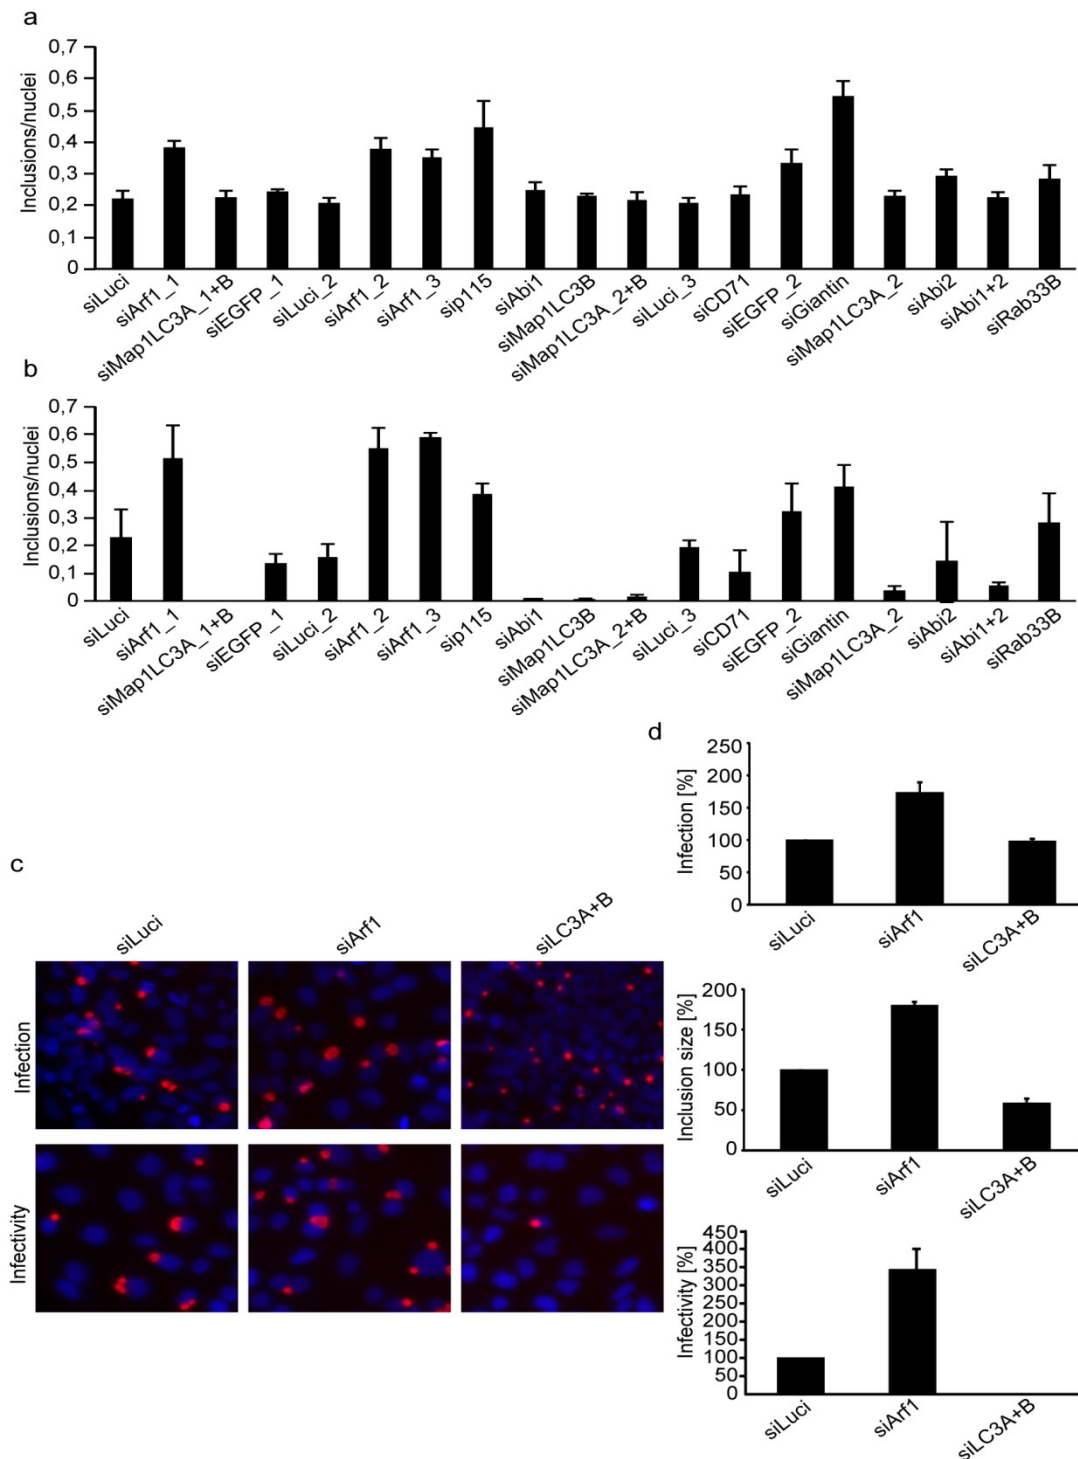 a
Inclusions/nuclei
0,7
0,6
0,5
0,4
0,3
0,2
0,1
0
siLuci
siArf1_1
siMap1LC3A_1+B
siEGFP_1
siLuci_2
siArf1_2
siArf1_3
sip115
siAbi1
siMap1LC3B
siMap1LC3A_2+B
siLuci_3
siCD71
siEGFP_2
siGiantin
siMap1LC3A_2
siAbi2
siAbi1+2
siRab33B
b
Inclusions/nuclei
0,7
0,6
0,5
0,4
0,3
0,2
0,1
0
siLuci
siArf1_1
siMap1LC3A_1+B
siEGFP_1
siLuci_2
siArf1_2
siArf1_3
sip115
siAbi1
siMap1LC3B
siMap1LC3A_2+B
siLuci_3
siCD71
siEGFP_2
siGiantin
siMap1LC3A_2
siAbi2
siAbi1+2
siRab33B
c
siLuci
siArf1
siLC3A+B
Infection
Infectivity
d
Infection [%]
250
200
150
100
50
0
siLuci
siArf1
siLC3A+B
Inclusion size [%]
200
150
100
50
0
siLuci
siArf1
siLC3A+B
Infectivity [%]
450
400
350
300
250
200
150
100
50
0
siLuci
siArf1
siLC3A+B